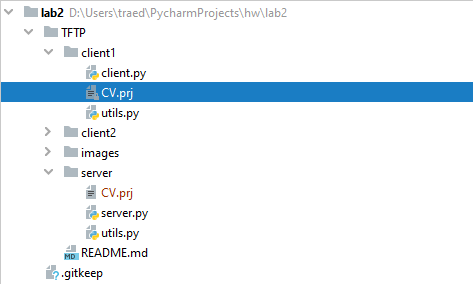 lab2 D:\Users\traed\PycharmProjects\hw\lab2
TFTP
client1
client.py
CV.prj
utils.py
client2
images
server
CV.prj
server.py
utils.py
MD README.md
.gitkeep